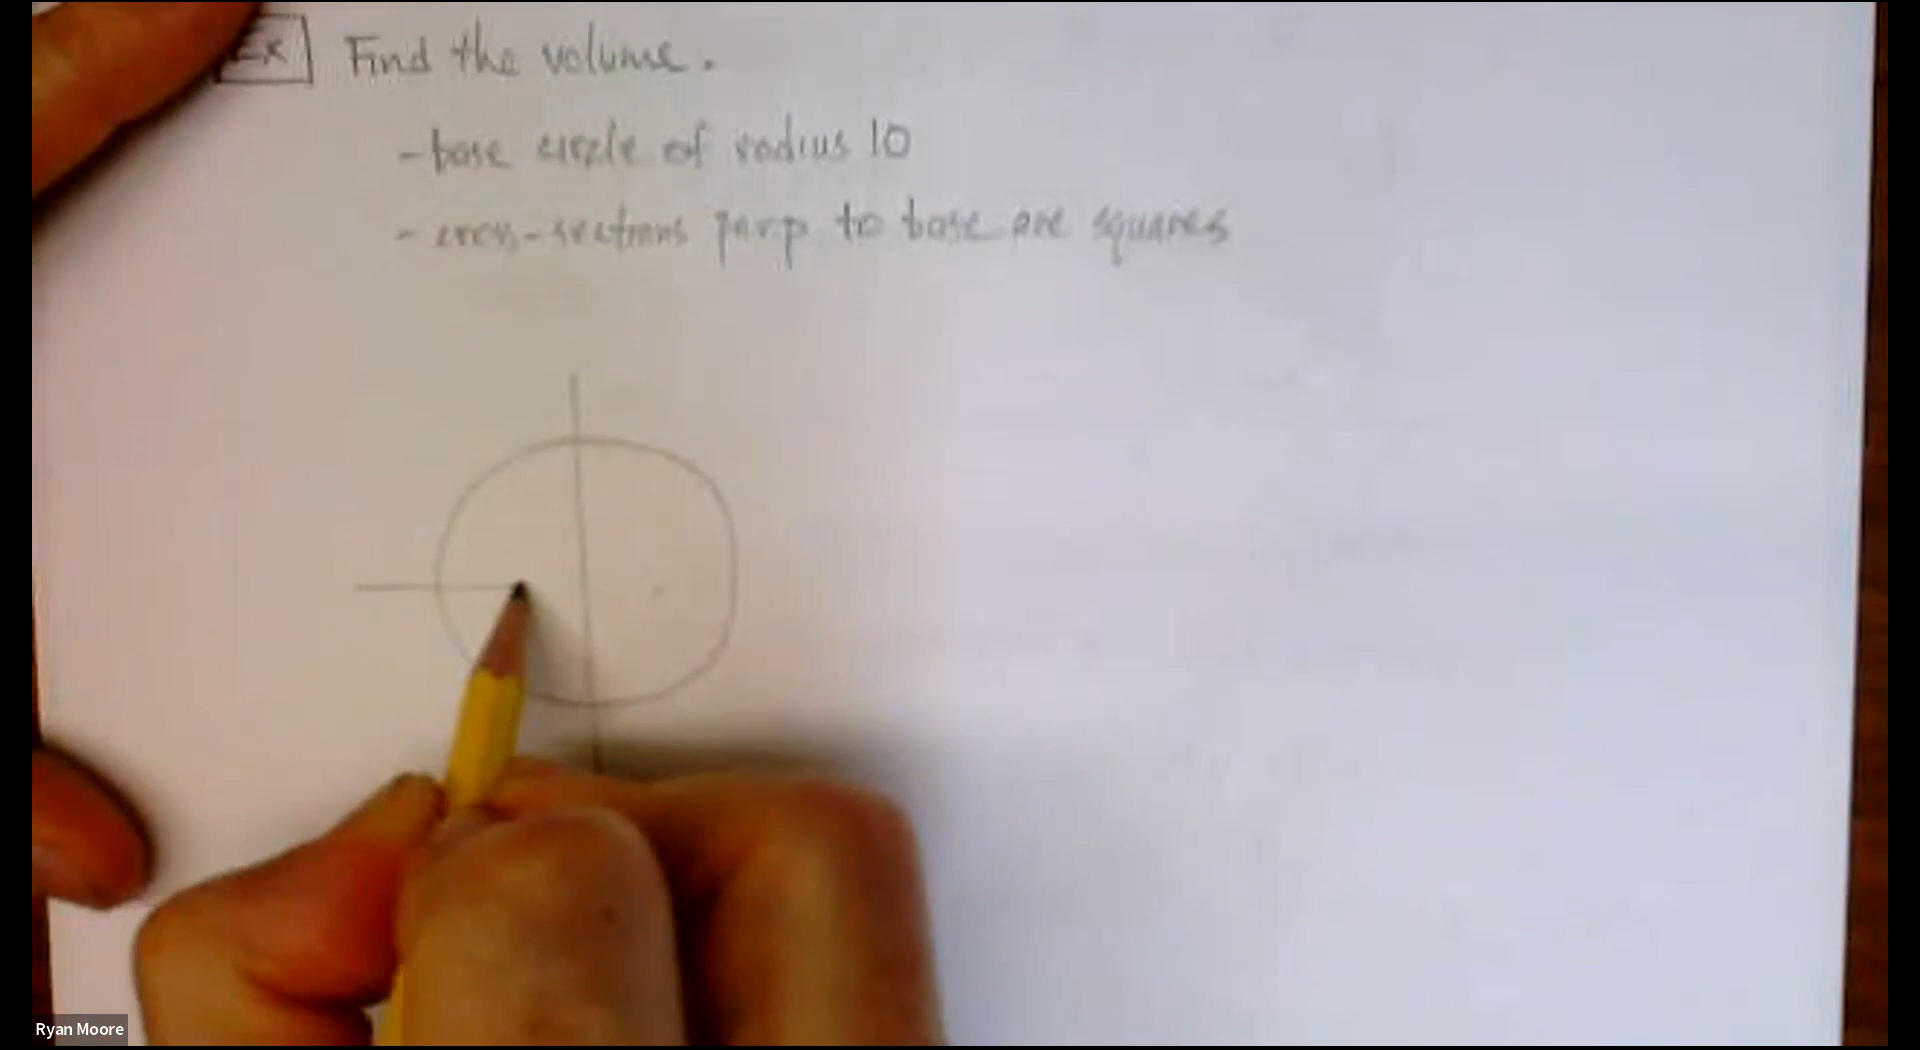 Ex Find the volume.
- base circle of radius 10
- cross-sections perp to base are squares
Ryan Moore